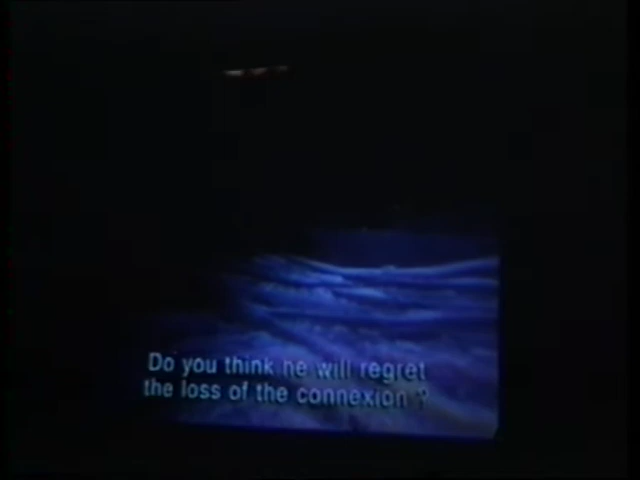 Do you think he will regret
the loss of the connexion ?